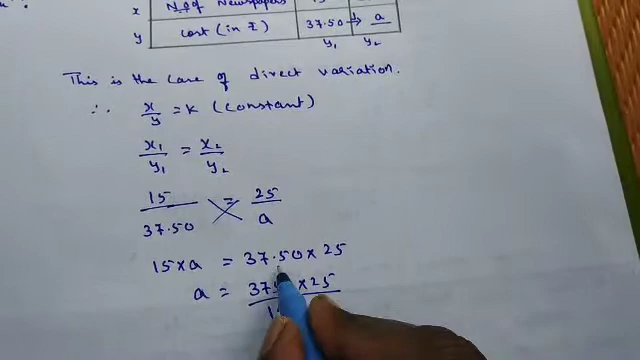 x No of Newspapers 15
y cost (in ₹) 37.50 a
y₁ y₂
This is the case of direct variation.
∴ x/y = K (constant)
x₁/y₁ = x₂/y₂
15/37.50 = 25/a
15 × a = 37.50 × 25
a = 37.50 × 25